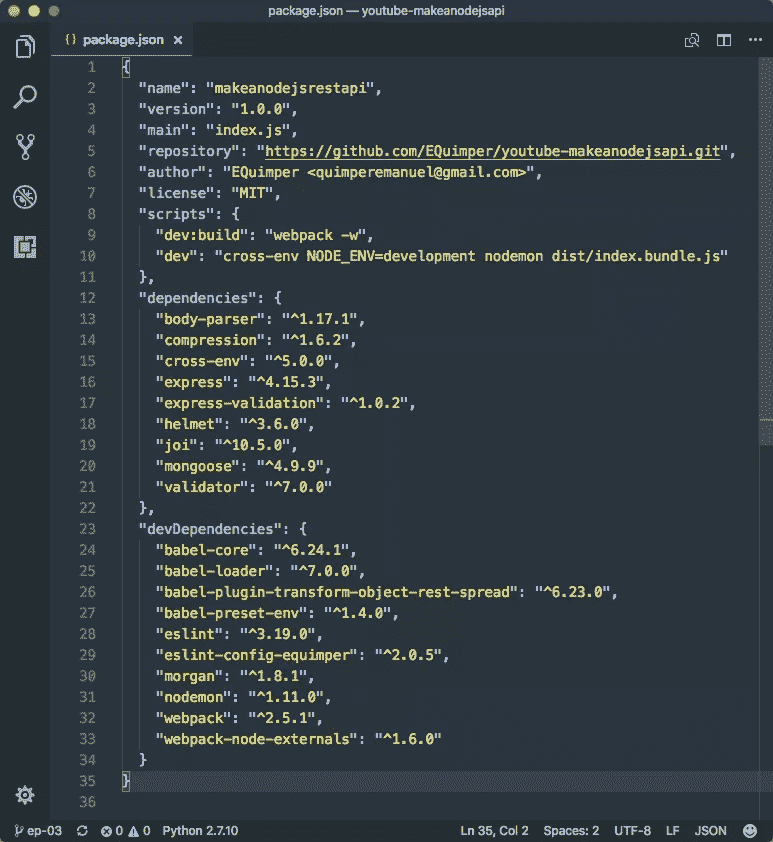 package.json — youtube-makeanodejsapi
{} package.json ×
1 {
2 "name": "makeanodejsrestapi",
3 "version": "1.0.0",
4 "main": "index.js",
5 "repository": "https://github.com/EQuimper/youtube-makeanodejsapi.git",
6 "author": "EQuimper <quimperemanuel@gmail.com>",
7 "license": "MIT",
8 "scripts": {
9 "dev:build": "webpack -w",
10 "dev": "cross-env NODE_ENV=development nodemon dist/index.bundle.js"
11 },
12 "dependencies": {
13 "body-parser": "^1.17.1",
14 "compression": "^1.6.2",
15 "cross-env": "^5.0.0",
16 "express": "^4.15.3",
17 "express-validation": "^1.0.2",
18 "helmet": "^3.6.0",
19 "joi": "^10.5.0",
20 "mongoose": "^4.9.9",
21 "validator": "^7.0.0"
22 },
23 "devDependencies": {
24 "babel-core": "^6.24.1",
25 "babel-loader": "^7.0.0",
26 "babel-plugin-transform-object-rest-spread": "^6.23.0",
27 "babel-preset-env": "^1.4.0",
28 "eslint": "^3.19.0",
29 "eslint-config-equimper": "^2.0.5",
30 "morgan": "^1.8.1",
31 "nodemon": "^1.11.0",
32 "webpack": "^2.5.1",
33 "webpack-node-externals": "^1.6.0"
34 }
35 }
36
ep-03 0 0 Python 2.7.10 Ln 35, Col 2 Spaces: 2 UTF-8 LF JSON